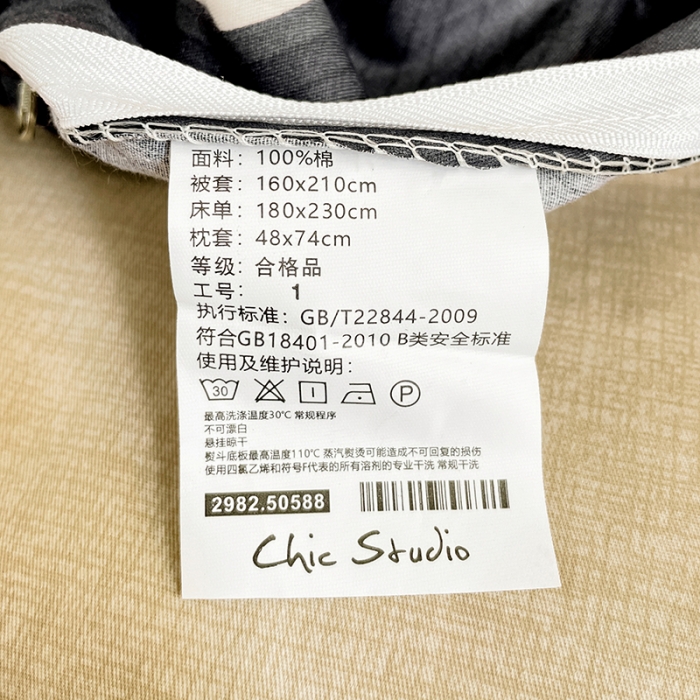 面料：100%棉
被套：160x210cm
床单：180x230cm
枕套：48x74cm
等级：合格品
工号： 1
执行标准：GB/T22844-2009
符合GB18401-2010 B类安全标准
使用及维护说明：
30 P
最高洗涤温度30℃ 常规程序
不可漂白
悬挂晾干
熨斗底板最高温度110℃ 蒸汽熨烫可能造成不可回复的损伤
使用四氯乙烯和符号F代表的所有溶剂的专业干洗 常规干洗
2982.50588
Chic Studio